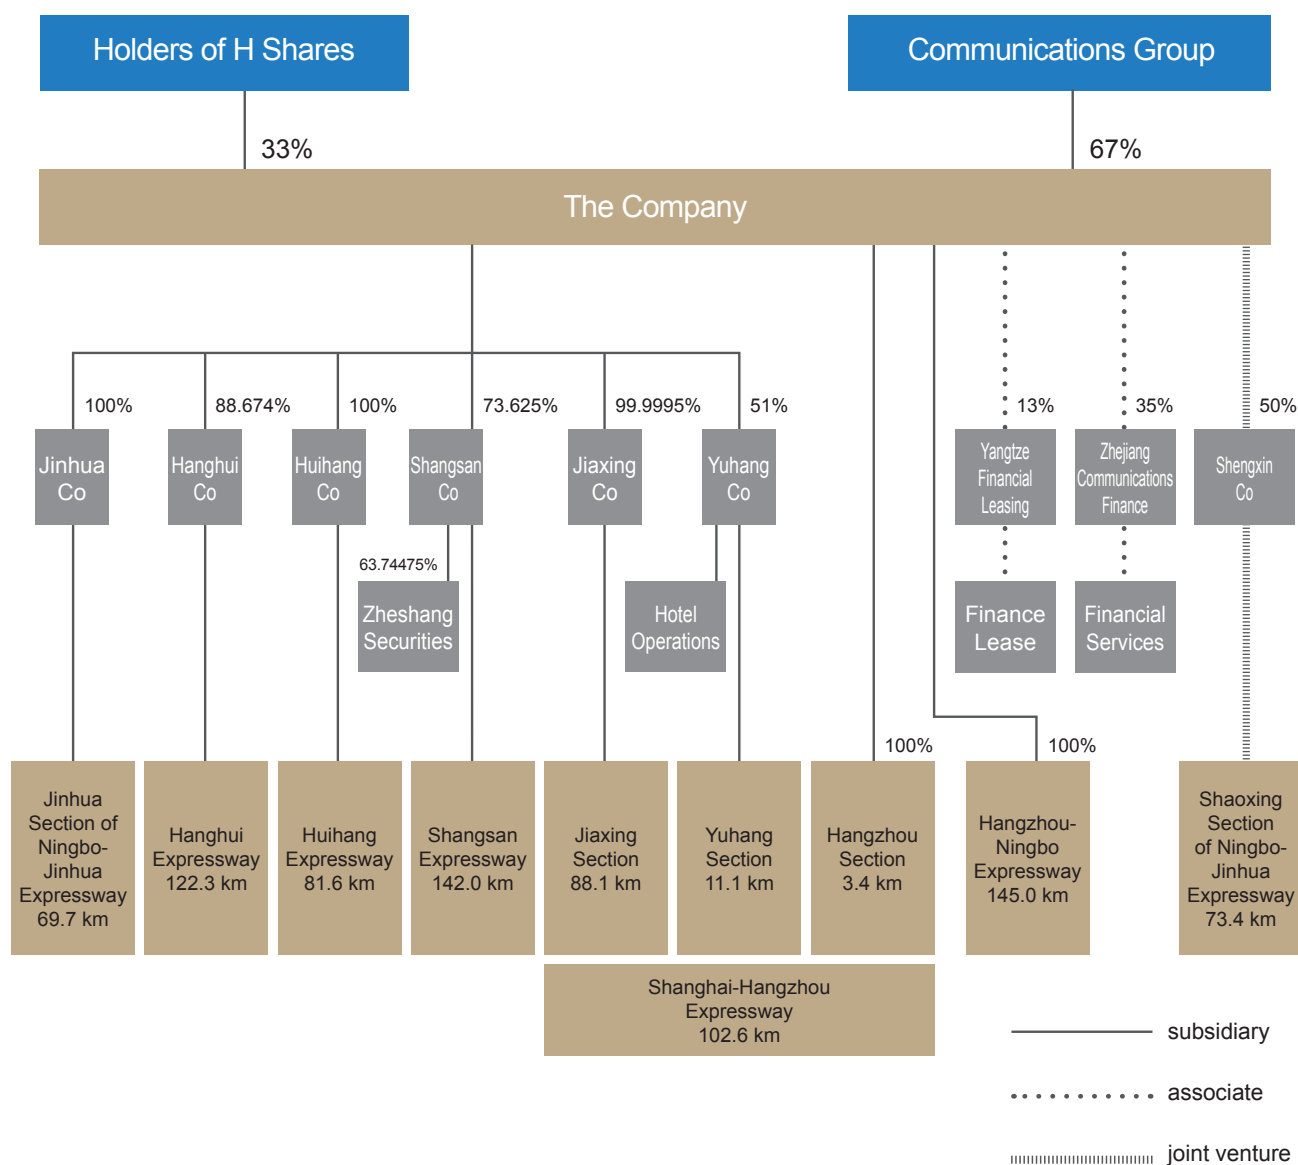 Holders of H Shares
Communications Group
33%
67%
The Company
100%
88.674%
100%
73.625%
99.9995%
51%
13%
35%
50%
Jinhua
Co
Hanghui
Co
Huihang
Co
Shangsan
Co
Jiaxing
Co
Yuhang
Co
Yangtze
Financial
Leasing
Zhejiang
Communications
Finance
Shengxin
Co
63.74475%
Zheshang
Securities
Hotel
Operations
Finance
Lease
Financial
Services
100%
100%
Jinhua
Section of
Ningbo-
Jinhua
Expressway
69.7 km
Hanghui
Expressway
122.3 km
Huihang
Expressway
81.6 km
Shangsan
Expressway
142.0 km
Jiaxing
Section
88.1 km
Yuhang
Section
11.1 km
Hangzhou
Section
3.4 km
Hangzhou-
Ningbo
Expressway
145.0 km
Shaoxing
Section
of Ningbo-
Jinhua
Expressway
73.4 km
Shanghai-Hangzhou
Expressway
102.6 km
subsidiary
associate
joint venture